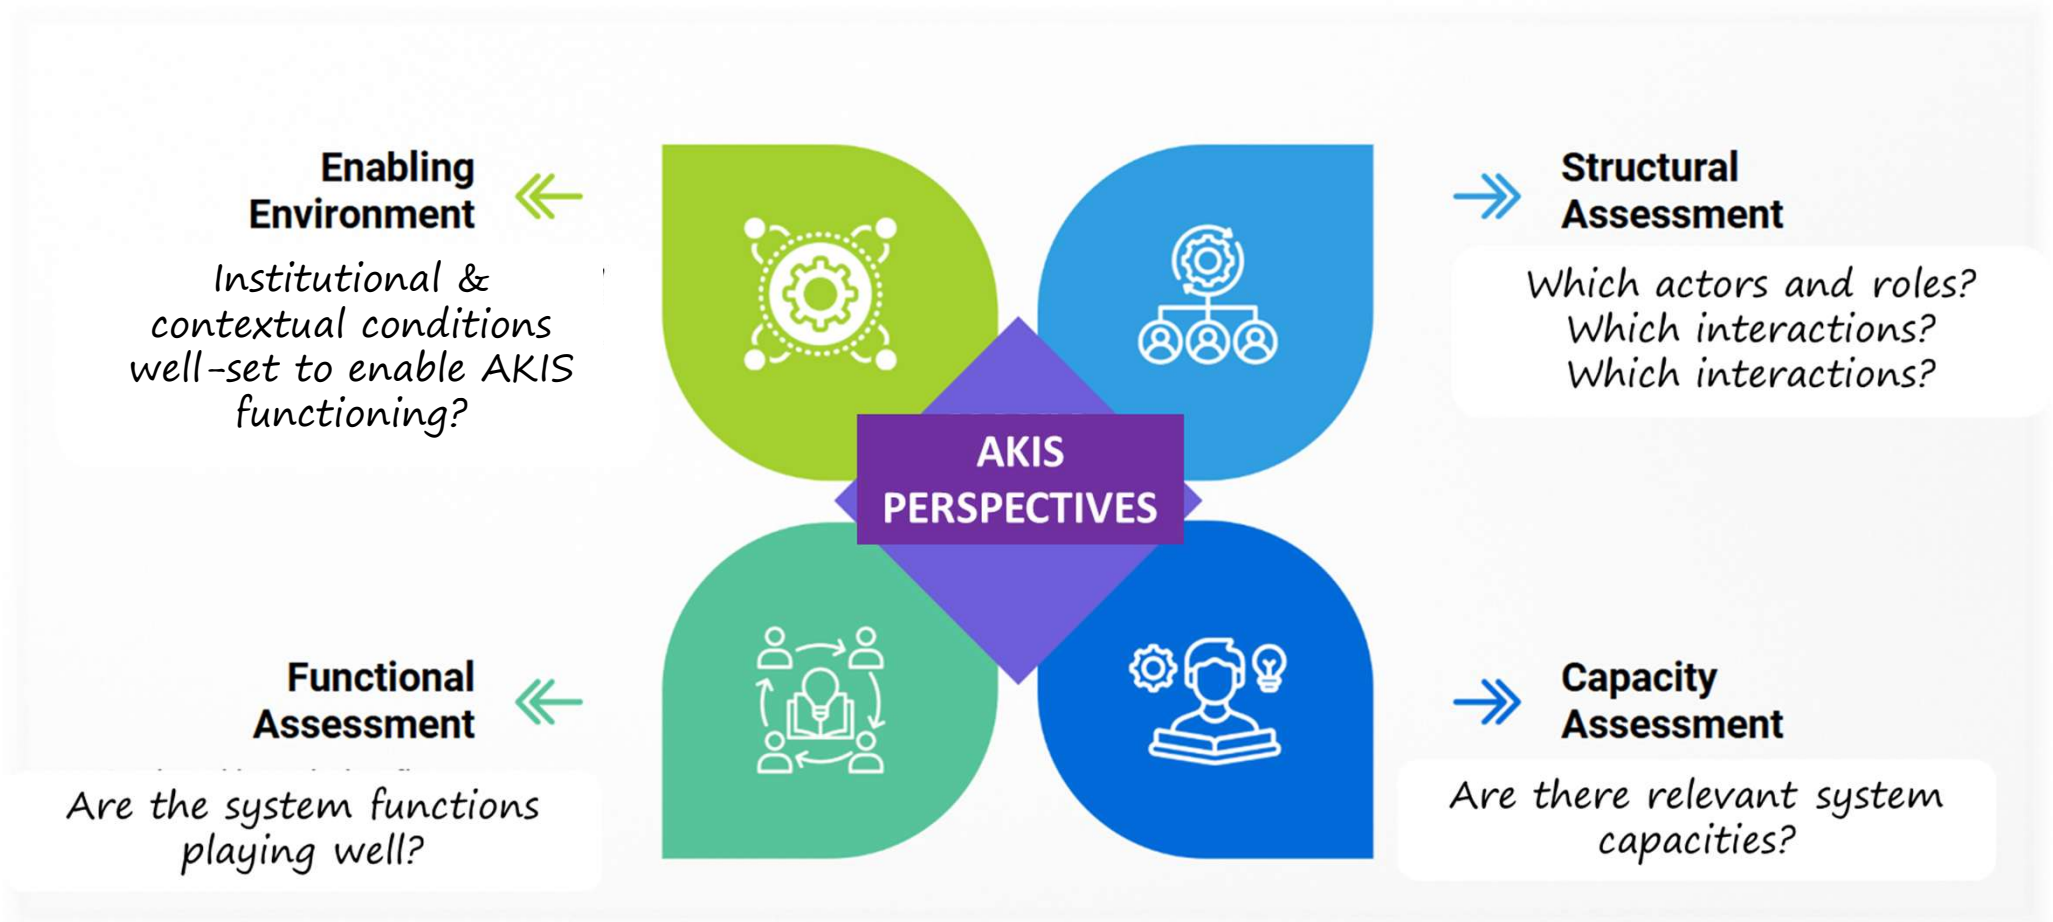 Enabling
Environment
Institutional &
contextual conditions
well-set to enable AKIS
functioning?
Structural
Assessment
Which actors and roles?
Which interactions?
Which interactions?
AKIS
PERSPECTIVES
Functional
Assessment
Are the system functions
playing well?
Capacity
Assessment
Are there relevant system
capacities?